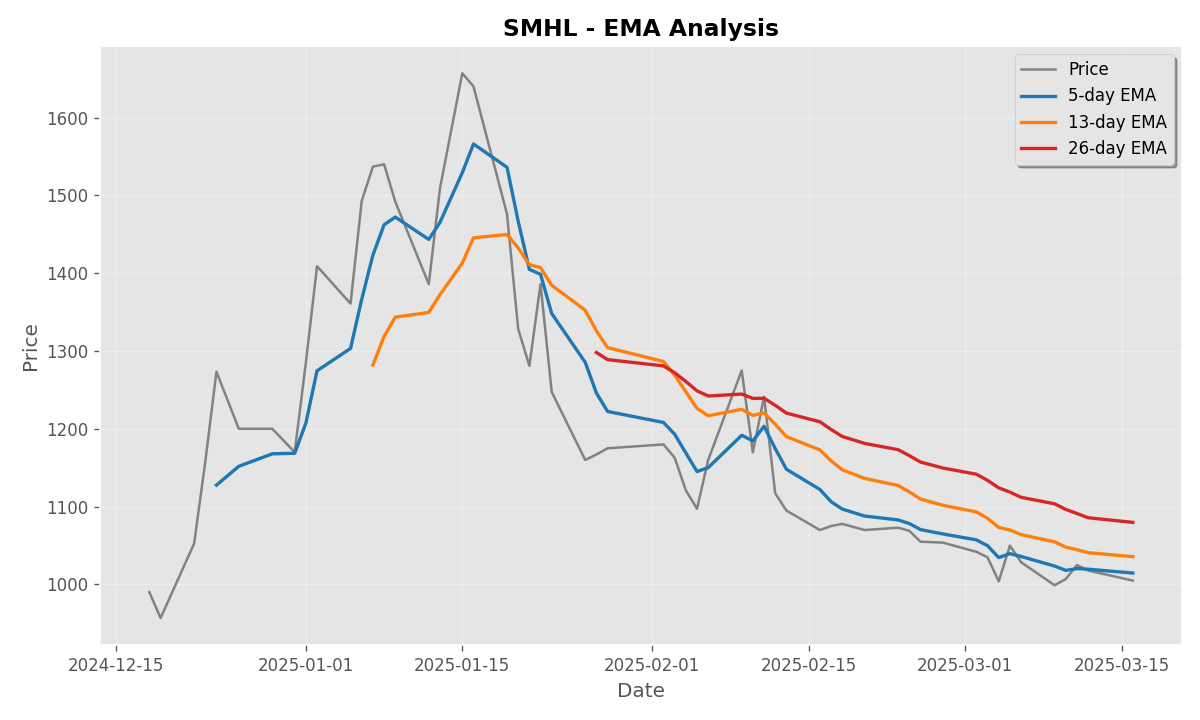 SMHL - EMA Analysis
Price
5-day EMA
13-day EMA
26-day EMA
Price
1600
1500
1400
1300
1200
1100
1000
2024-12-15
2025-01-01
2025-01-15
2025-02-01
2025-02-15
2025-03-01
2025-03-15
Date